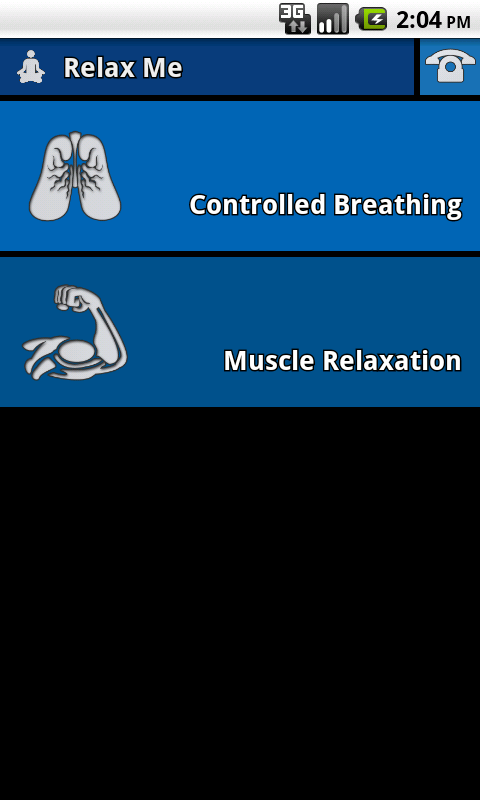 3G 2:04 PM
Relax Me
Controlled Breathing
Muscle Relaxation